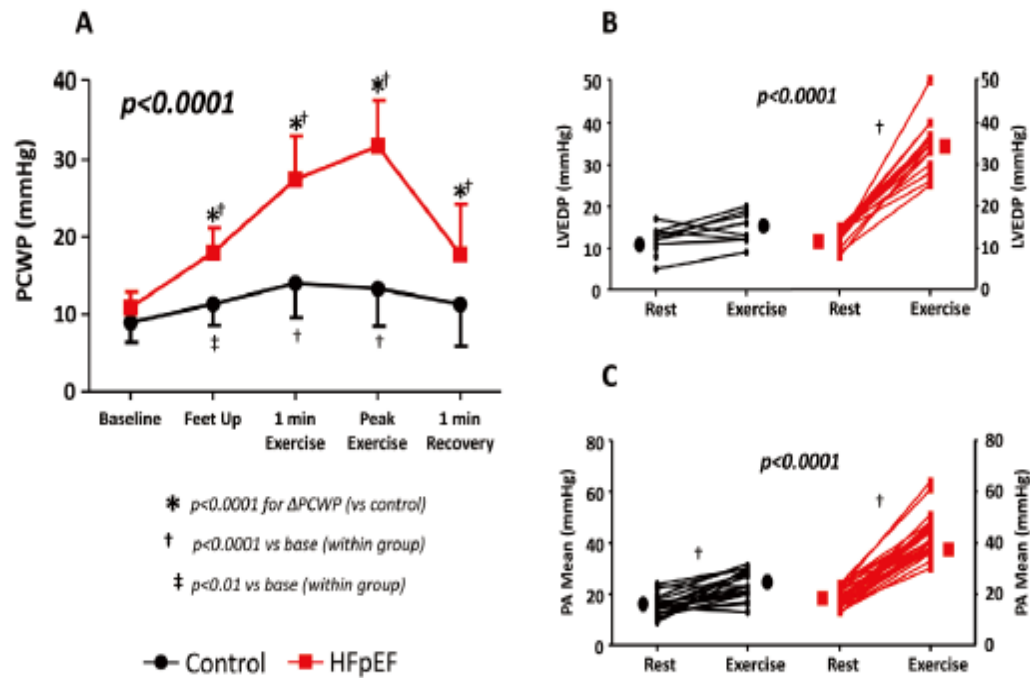 A
PCWP (mmHg)
40
30
20
10
0
p<0.0001
*†
*†
*†
*†
‡
†
†
Baseline
Feet Up
1 min
Exercise
Peak
Exercise
1 min
Recovery
* p<0.0001 for ΔPCWP (vs control)
† p<0.0001 vs base (within group)
‡ p<0.01 vs base (within group)
Control
HFpEF
B
LVEDP (mmHg)
50
40
30
20
10
0
p<0.0001
†
Rest
Exercise
Rest
Exercise
50
40
30
20
10
0
LVEDP (mmHg)
C
PA Mean (mmHg)
80
60
40
20
0
p<0.0001
†
†
Rest
Exercise
Rest
Exercise
80
60
40
20
0
PA Mean (mmHg)